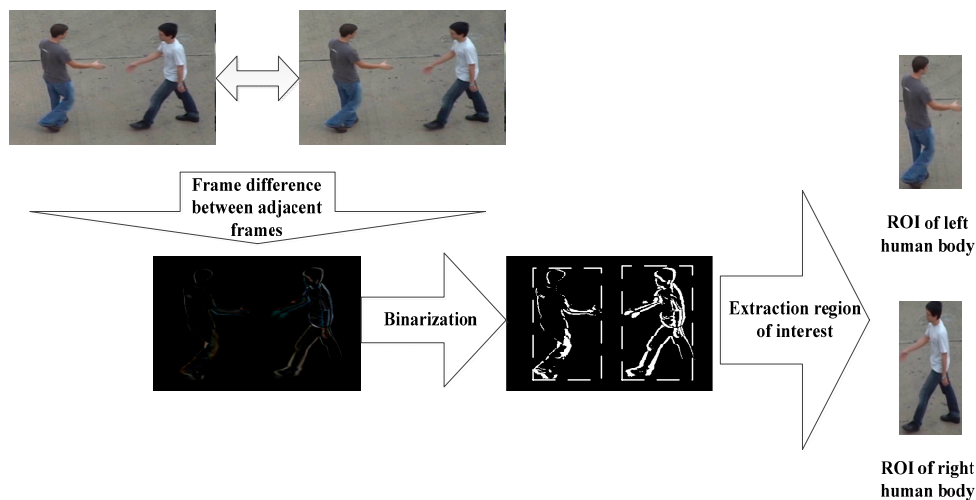 Frame difference
between adjacent
frames
Binarization
Extraction region
of interest
ROI of left
human body
ROI of right
human body